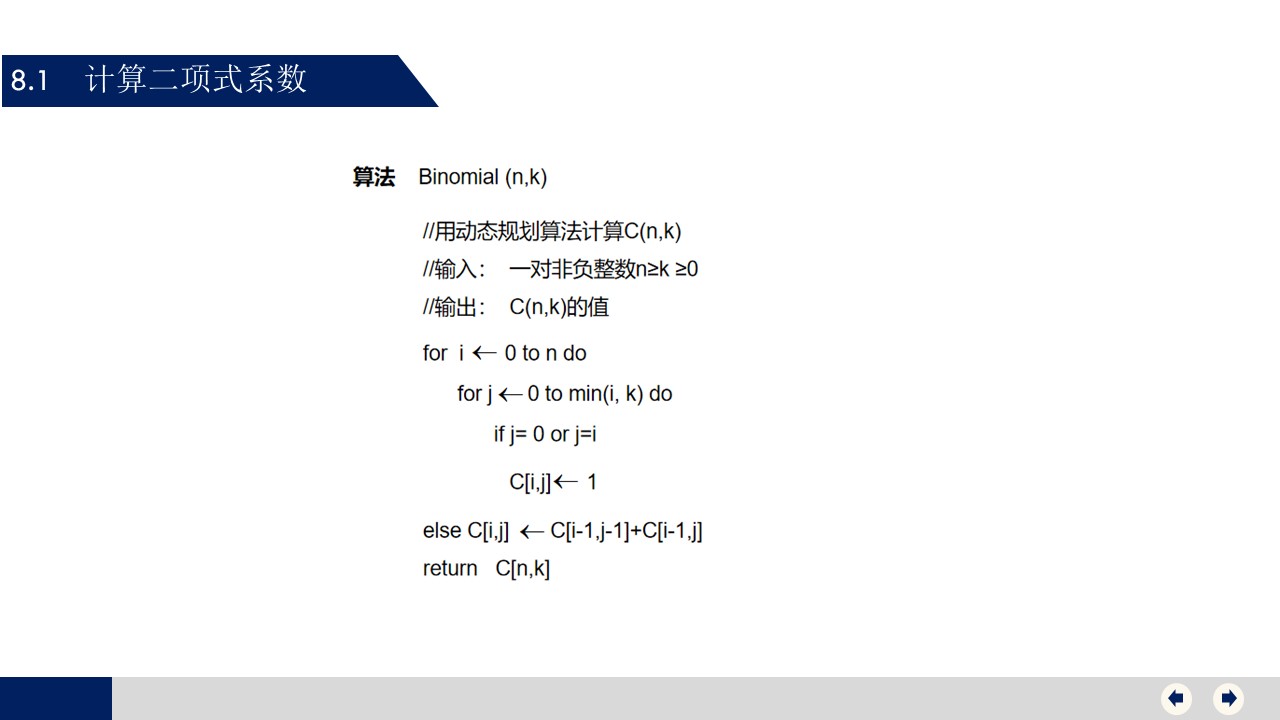 8.1 计算二项式系数
算法 Binomial (n,k)
//用动态规划算法计算C(n,k)
//输入： 一对非负整数n≥k ≥0
//输出： C(n,k)的值
for i ← 0 to n do
for j ← 0 to min(i, k) do
if j= 0 or j=i
C[i,j]← 1
else C[i,j] ← C[i-1,j-1]+C[i-1,j]
return C[n,k]